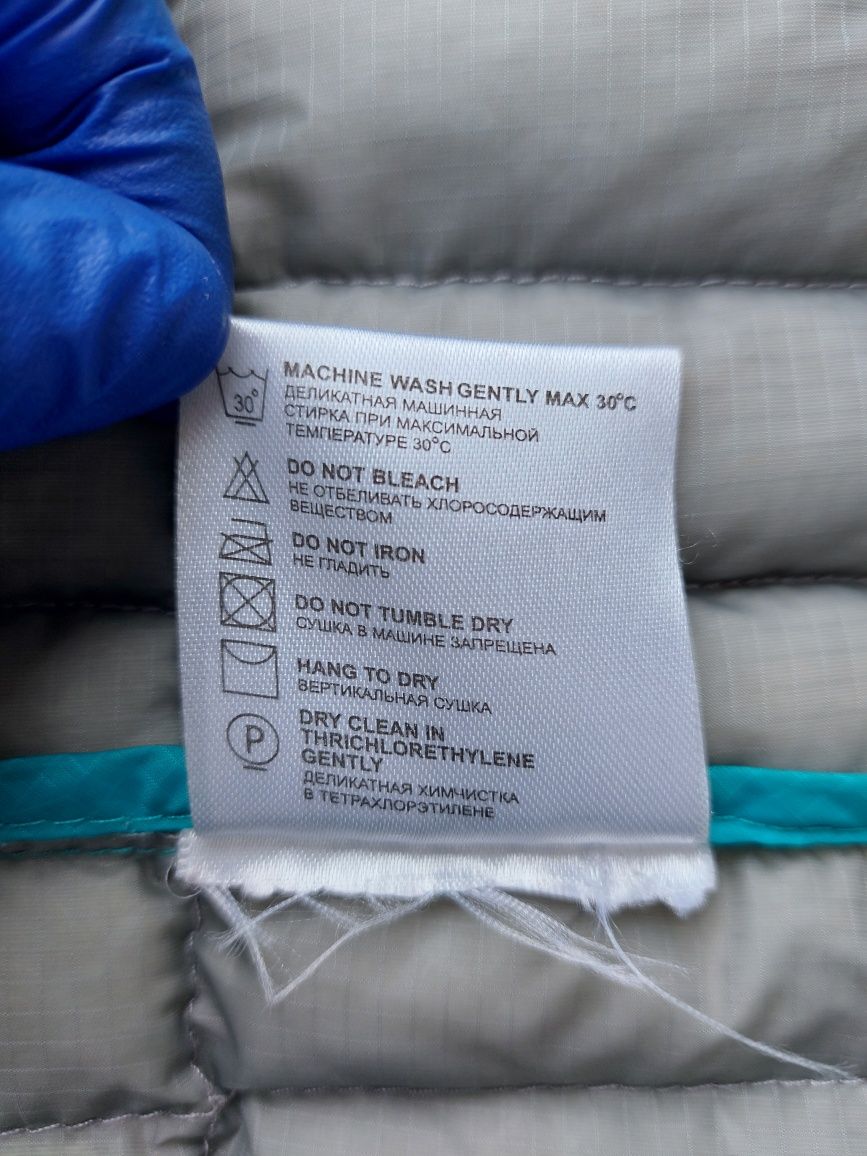 30°
MACHINE WASH GENTLY MAX 30°C
ДЕЛИКАТНАЯ МАШИННАЯ
СТИРКА ПРИ МАКСИМАЛЬНОЙ
ТЕМПЕРАТУРЕ 30°C
DO NOT BLEACH
НЕ ОТБЕЛИВАТЬ ХЛОРОСОДЕРЖАЩИМ
ВЕЩЕСТВОМ
DO NOT IRON
НЕ ГЛАДИТЬ
DO NOT TUMBLE DRY
СУШКА В МАШИНЕ ЗАПРЕЩЕНА
HANG TO DRY
ВЕРТИКАЛЬНАЯ СУШКА
P
DRY CLEAN IN
THRICHLORETHYLENE
GENTLY
ДЕЛИКАТНАЯ ХИМЧИСТКА
В ТЕТРАХЛОРЭТИЛЕНЕ